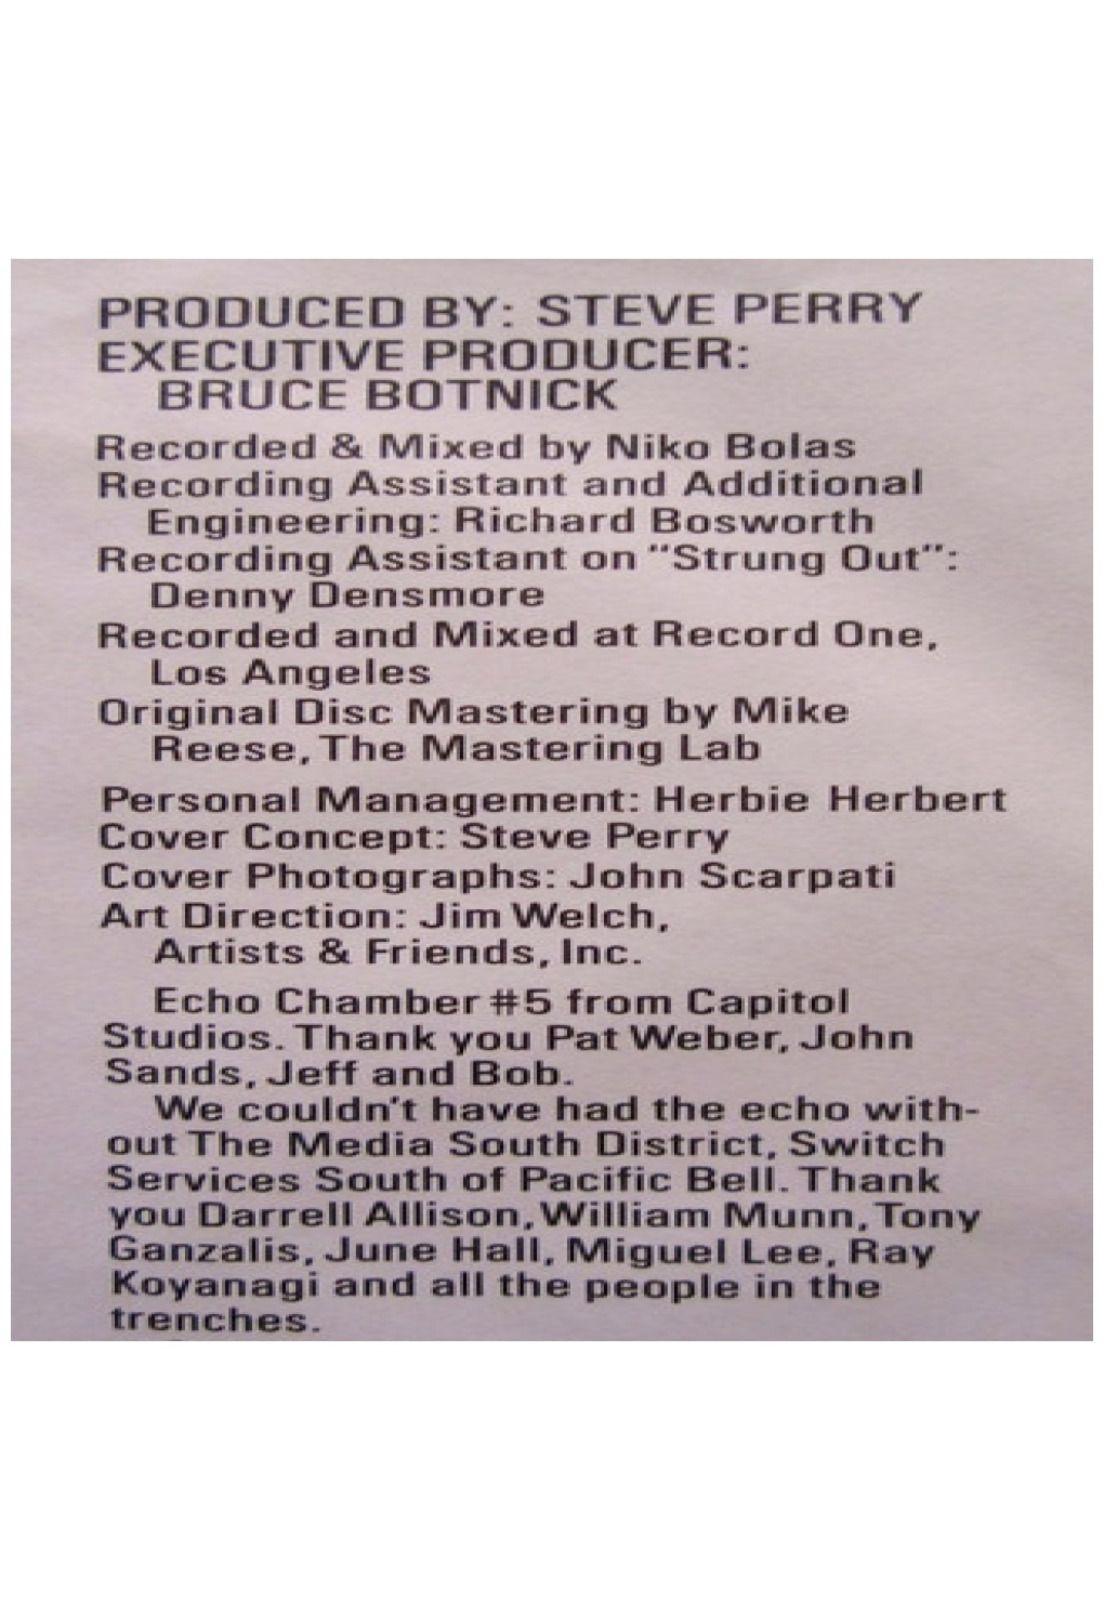 PRODUCED BY: STEVE PERRY
EXECUTIVE PRODUCER:
BRUCE BOTNICK
Recorded & Mixed by Niko Bolas
Recording Assistant and Additional
Engineering: Richard Bosworth
Recording Assistant on "Strung Out":
Denny Densmore
Recorded and Mixed at Record One,
Los Angeles
Original Disc Mastering by Mike
Reese, The Mastering Lab
Personal Management: Herbie Herbert
Cover Concept: Steve Perry
Cover Photographs: John Scarpati
Art Direction: Jim Welch,
Artists & Friends, Inc.
Echo Chamber #5 from Capitol
Studios. Thank you Pat Weber, John
Sands, Jeff and Bob.
We couldn't have had the echo with-
out The Media South District, Switch
Services South of Pacific Bell. Thank
you Darrell Allison, William Munn, Tony
Ganzalis, June Hall, Miguel Lee, Ray
Koyanagi and all the people in the
trenches.